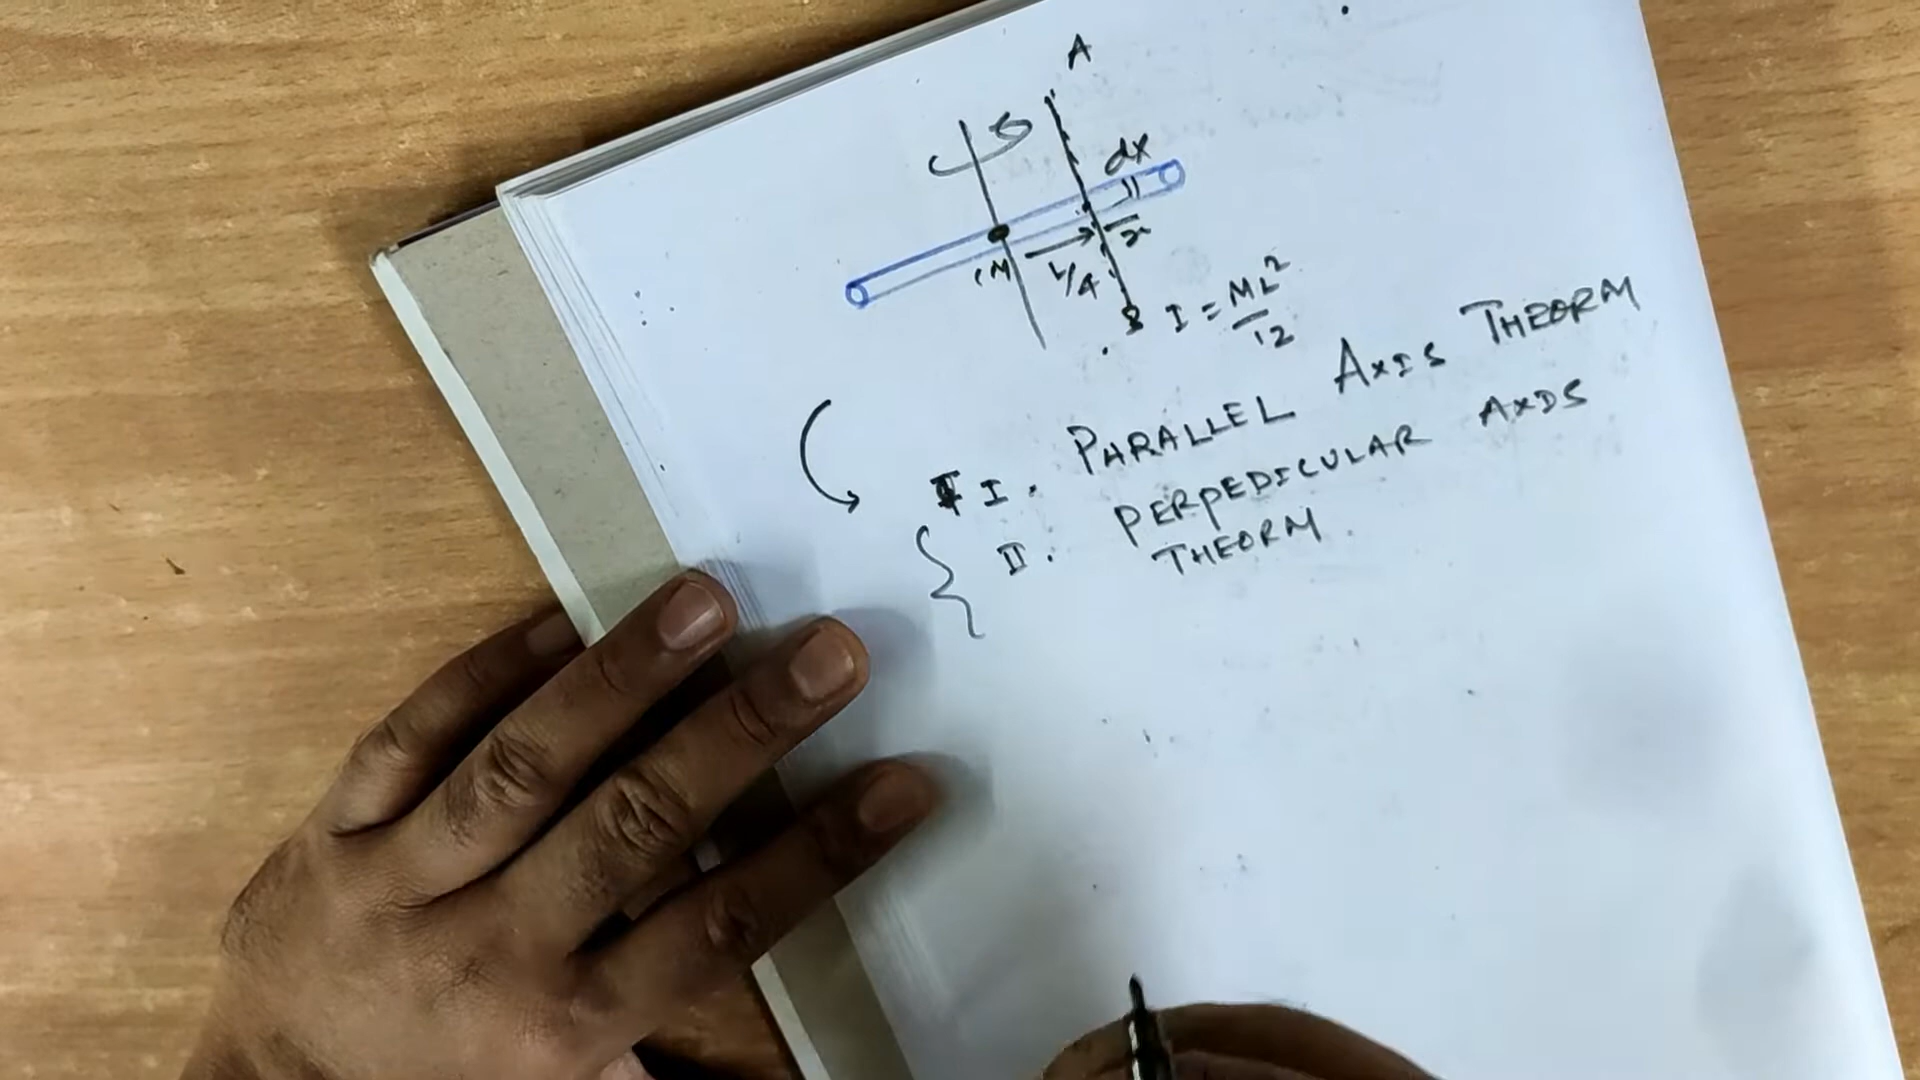 A
dx
x
CM
L/4
B
I = ML²/12
I. PARALLEL AXIS THEORM
II. PERPEDICULAR AXIS
THEORM